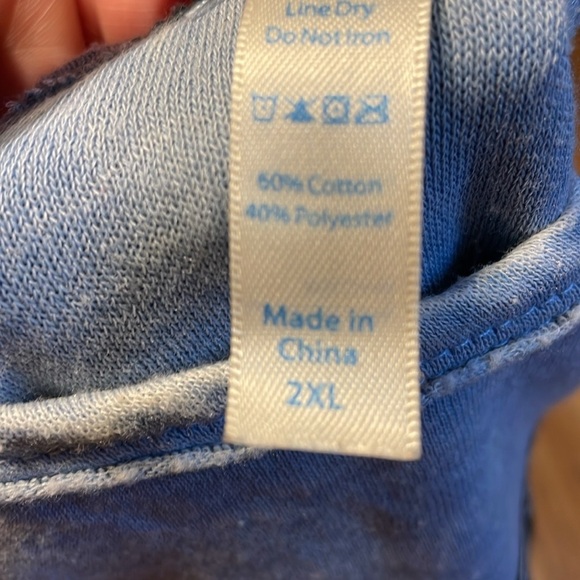 Line Dry
Do Not Iron
60% Cotton
40% Polyester
Made in
China
2XL